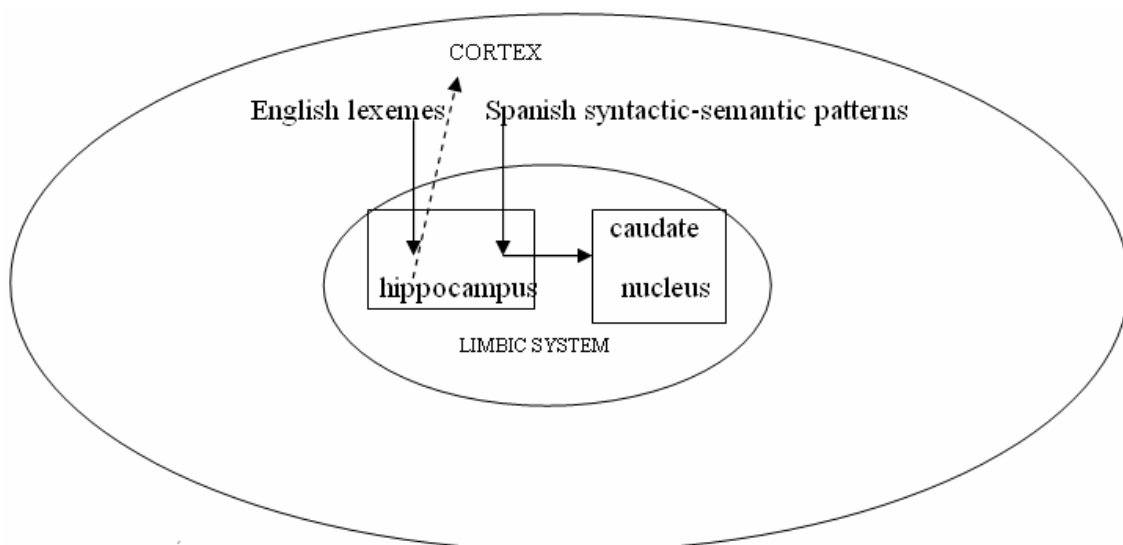 CORTEX
English lexemes Spanish syntactic-semantic patterns
caudate
hippocampus nucleus
LIMBIC SYSTEM